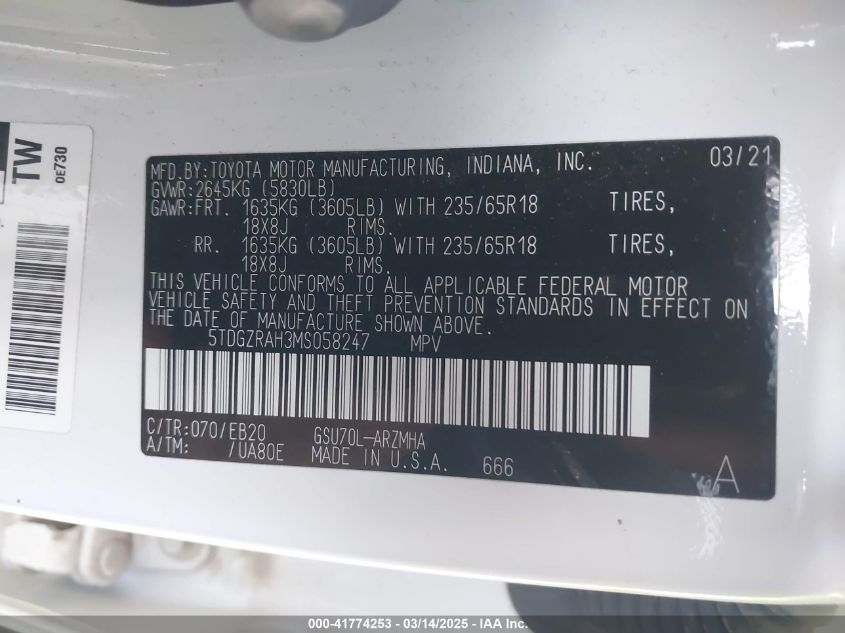 TW
0E730
MFD.BY:TOYOTA MOTOR MANUFACTURING, INDIANA, INC. 03/21
GVWR:2645KG (5830LB)
GAWR:FRT. 1635KG (3605LB) WITH 235/65R18 TIRES,
18X8J RIMS.
RR. 1635KG (3605LB) WITH 235/65R18 TIRES,
18X8J RIMS.
THIS VEHICLE CONFORMS TO ALL APPLICABLE FEDERAL MOTOR
VEHICLE SAFETY AND THEFT PREVENTION STANDARDS IN EFFECT ON
THE DATE OF MANUFACTURE SHOWN ABOVE.
5TDGZRAH3MS058247 MPV
C/TR:070/EB20 GSU70L-ARZMHA
A/TM: /UA80E MADE IN U.S.A. 666
A
000-41774253 - 03/14/2025 - IAA Inc.